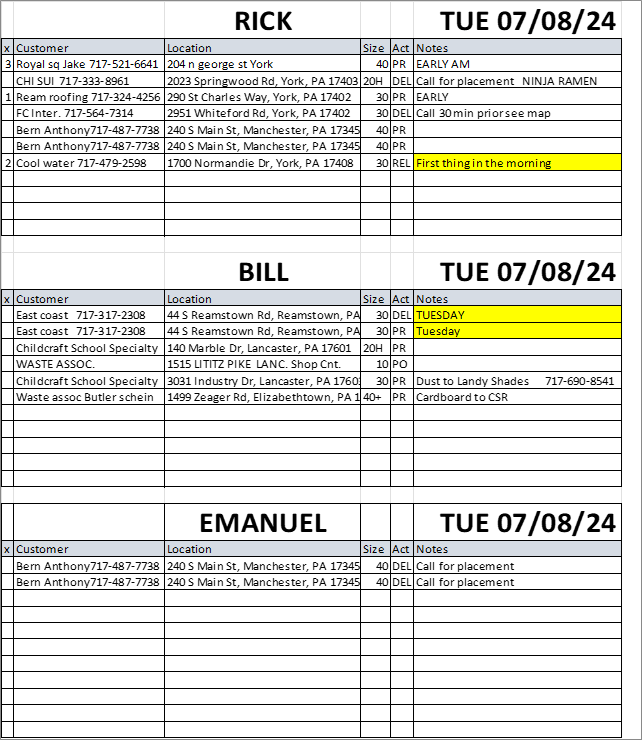 RICK TUE 07/08/24
x Customer Location Size Act Notes
3 Royal sq Jake 717-521-6641 204 n george st York 40 PR EARLY AM
CHI SUI 717-333-8961 2023 Springwood Rd, York, PA 17403 20H DEL Call for placement NINJA RAMEN
1 Ream roofing 717-324-4256 290 St Charles Way, York, PA 17402 30 PR EARLY
FC Inter. 717-564-7314 2951 Whiteford Rd, York, PA 17402 30 DEL Call 30 min prior see map
Bern Anthony717-487-7738 240 S Main St, Manchester, PA 17345 40 PR
Bern Anthony717-487-7738 240 S Main St, Manchester, PA 17345 40 PR
2 Cool water 717-479-2598 1700 Normandie Dr, York, PA 17408 30 REL First thing in the morning
BILL TUE 07/08/24
x Customer Location Size Act Notes
East coast 717-317-2308 44 S Reamstown Rd, Reamstown, PA 30 DEL TUESDAY
East coast 717-317-2308 44 S Reamstown Rd, Reamstown, PA 30 PR Tuesday
Childcraft School Specialty 140 Marble Dr, Lancaster, PA 17601 20H PR
WASTE ASSOC. 1515 LITITZ PIKE LANC. Shop Cnt. 10 PO
Childcraft School Specialty 3031 Industry Dr, Lancaster, PA 1760 30 PR Dust to Landy Shades 717-690-8541
Waste assoc Butler schein 1499 Zeager Rd, Elizabethtown, PA 1 40+ PR Cardboard to CSR
EMANUEL TUE 07/08/24
x Customer Location Size Act Notes
Bern Anthony717-487-7738 240 S Main St, Manchester, PA 17345 40 DEL Call for placement
Bern Anthony717-487-7738 240 S Main St, Manchester, PA 17345 40 DEL Call for placement